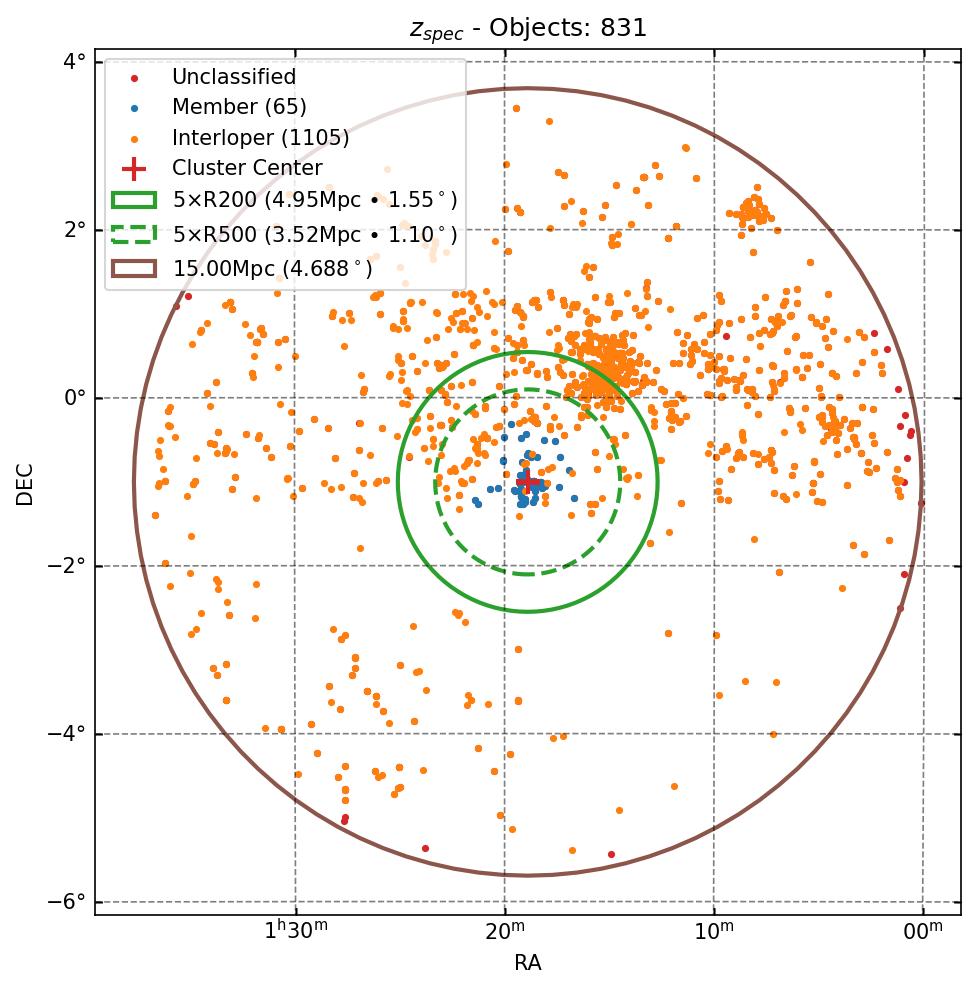 z_spec - Objects: 831
Unclassified
Member (65)
Interloper (1105)
Cluster Center
5×R200 (4.95Mpc • 1.55°)
5×R500 (3.52Mpc • 1.10°)
15.00Mpc (4.688°)
4°
2°
0°
−2°
−4°
−6°
DEC
1ʰ30ᵐ 20ᵐ 10ᵐ 00ᵐ
RA